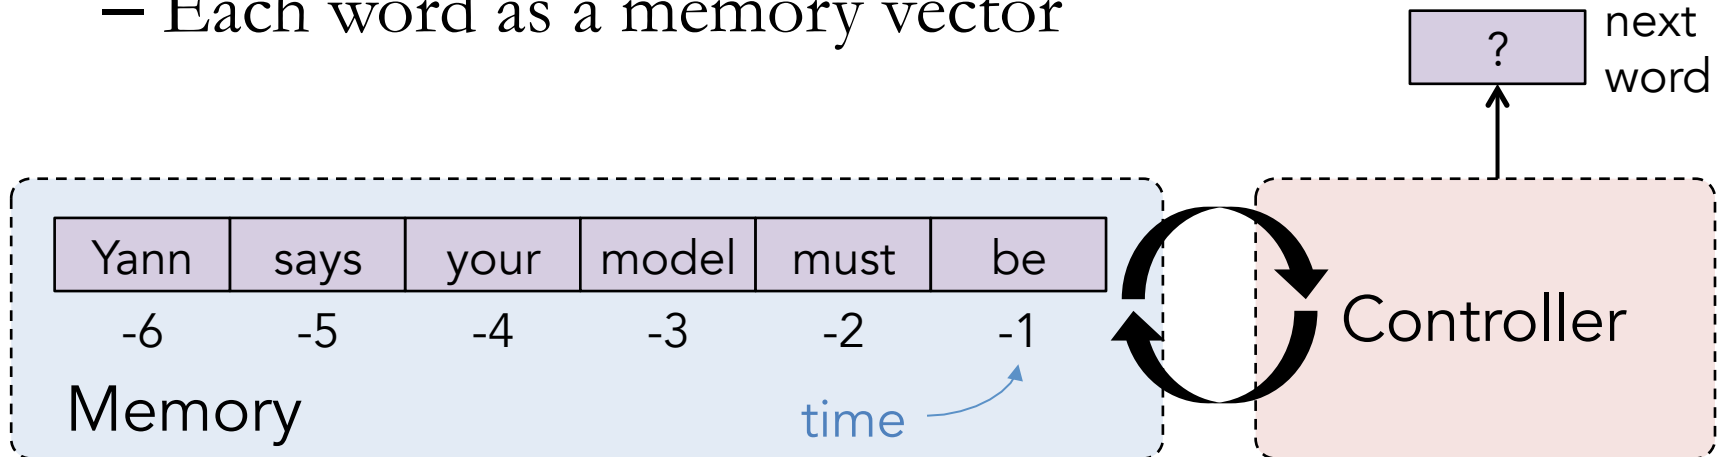 – Each word as a memory vector
?
next
word
Yann says your model must be
-6 -5 -4 -3 -2 -1
Controller
Memory
time